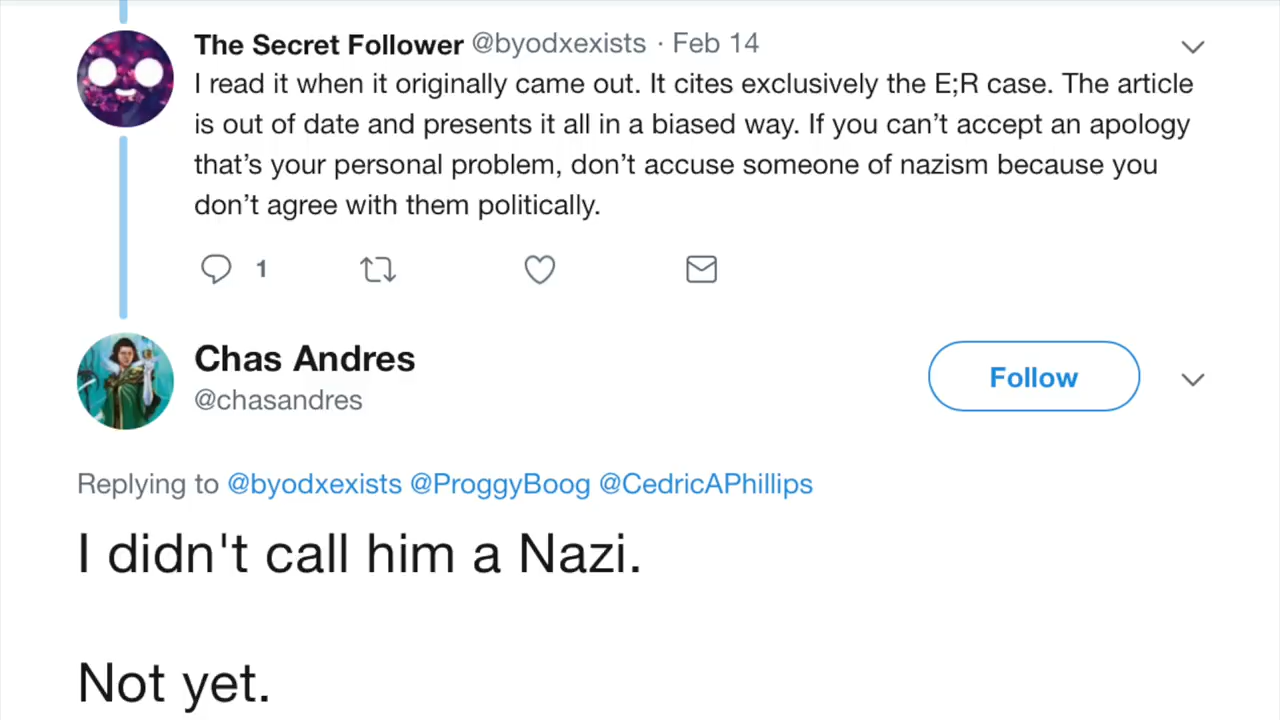 The Secret Follower @byodxexists · Feb 14
I read it when it originally came out. It cites exclusively the E;R case. The article
is out of date and presents it all in a biased way. If you can’t accept an apology
that’s your personal problem, don’t accuse someone of nazism because you
don’t agree with them politically.
1
Chas Andres
@chasandres
Follow
Replying to @byodxexists @ProggyBoog @CedricAPhillips
I didn't call him a Nazi.
Not yet.